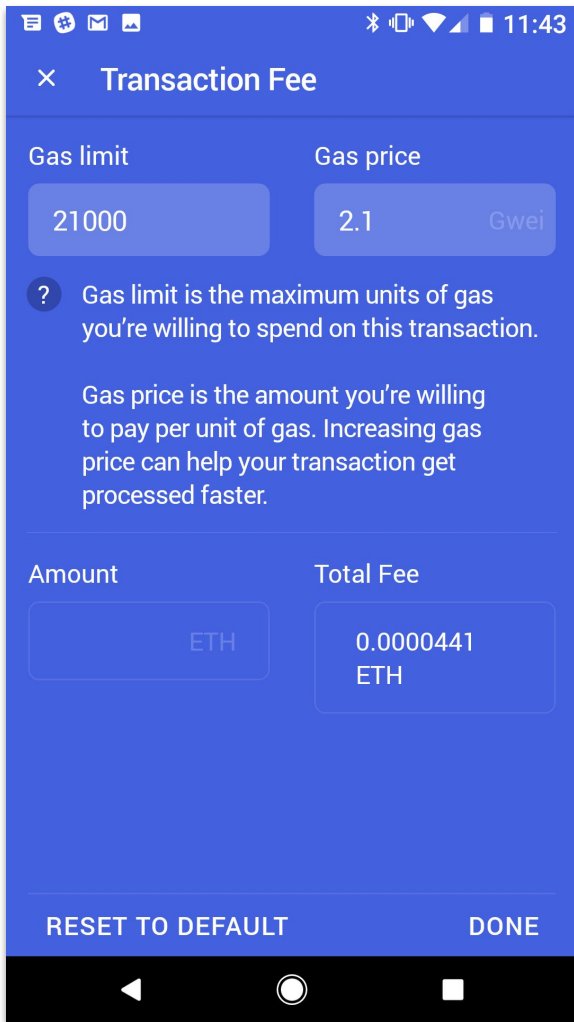 11:43
Transaction Fee
Gas limit
Gas price
21000
2.1 Gwei
? Gas limit is the maximum units of gas
you’re willing to spend on this transaction.
Gas price is the amount you’re willing
to pay per unit of gas. Increasing gas
price can help your transaction get
processed faster.
Amount
Total Fee
ETH
0.0000441
ETH
RESET TO DEFAULT
DONE